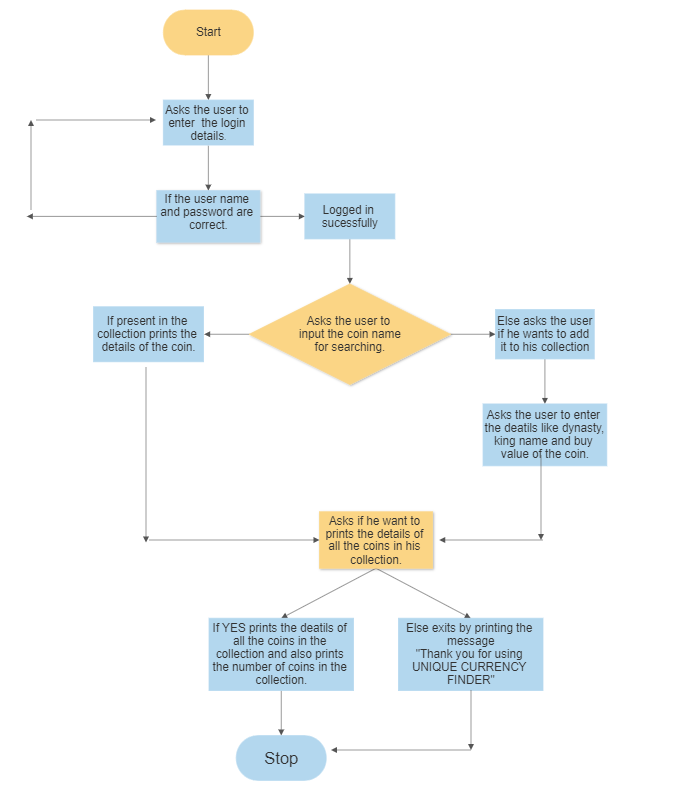 Start
Asks the user to
enter the login
details.
If the user name
and password are
correct.
Logged in
sucessfully
Asks the user to
input the coin name
for searching.
If present in the
collection prints the
details of the coin.
Else asks the user
if he wants to add
it to his collection
Asks the user to enter
the deatils like dynasty,
king name and buy
value of the coin.
Asks if he want to
prints the details of
all the coins in his
collection.
If YES prints the deatils of
all the coins in the
collection and also prints
the number of coins in the
collection.
Else exits by printing the
message
"Thank you for using
UNIQUE CURRENCY
FINDER"
Stop